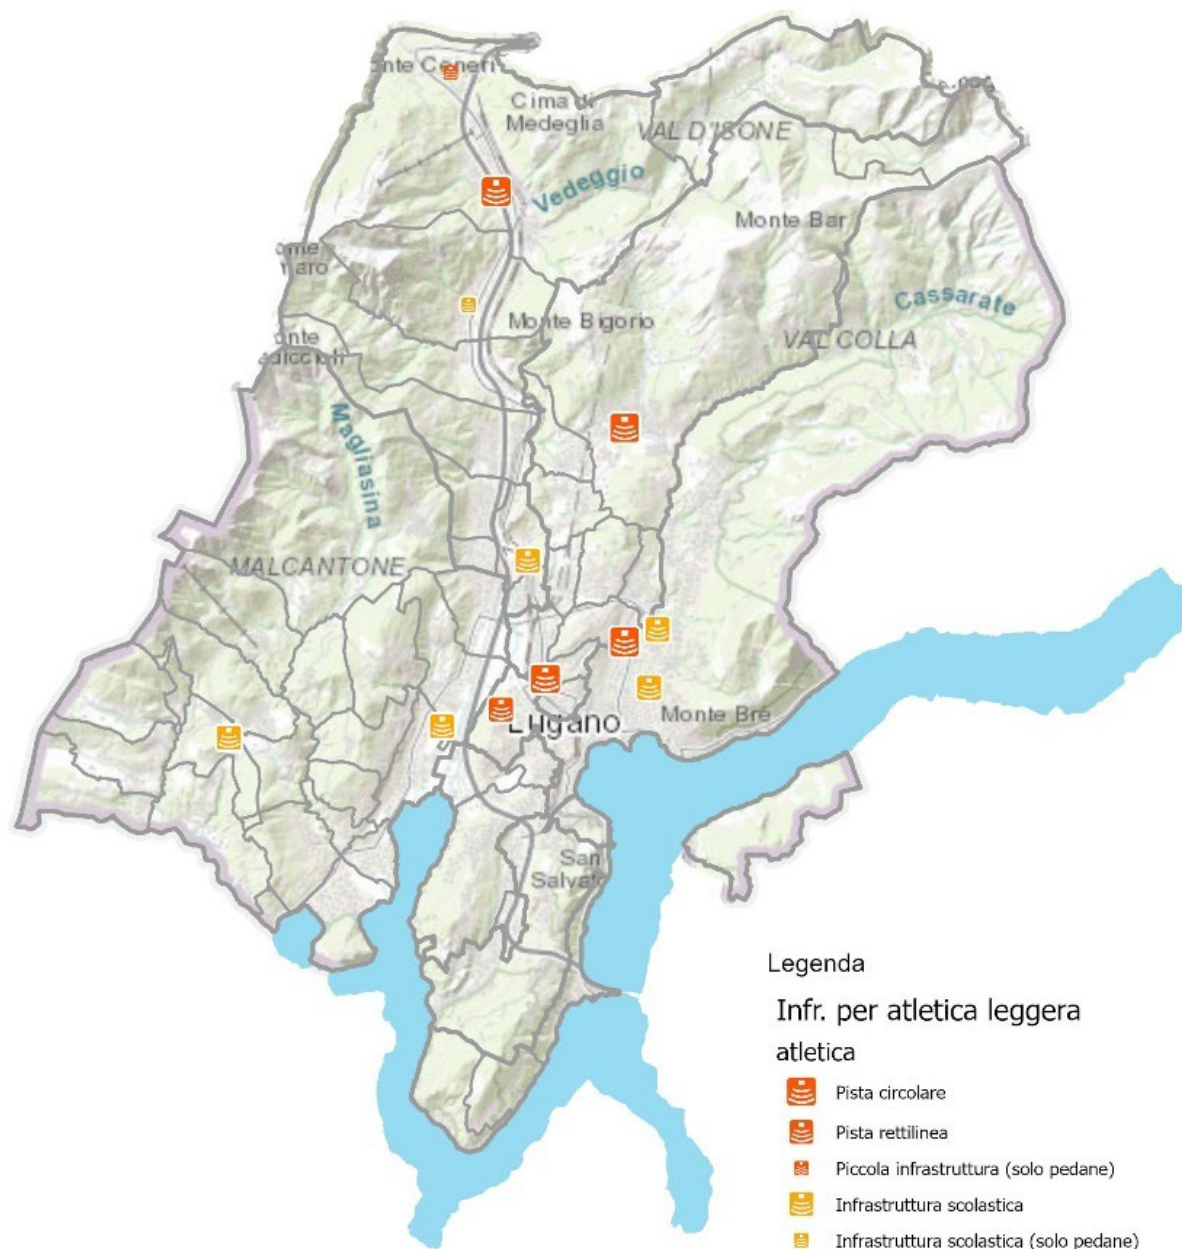 Cima di
Medeglia
VAL D'ISONE
Vedeggio
Monte Bar
Cassarate
Monte Bigorio
VAL COLLA
Magliasina
MALCANTONE
Lugano
Monte Brè
San
Legenda
Infr. per atletica leggera
atletica
Pista circolare
Pista rettilinea
Piccola infrastruttura (solo pedane)
Infrastruttura scolastica
Infrastruttura scolastica (solo pedane)